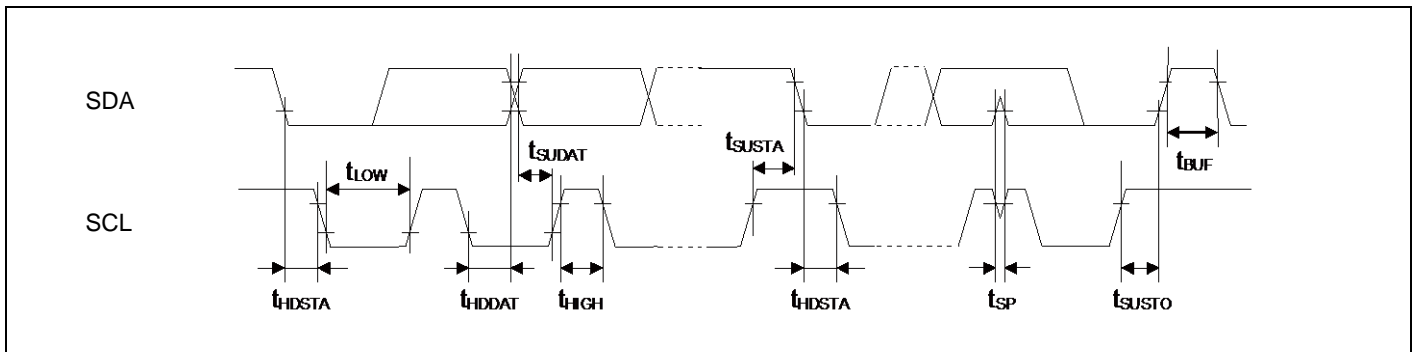 SDA
tSUDAT
tSUSTA
tBUF
tLOW
SCL
tHDSTA
tHDDAT
tHIGH
tHDSTA
tSP
tSUSTO